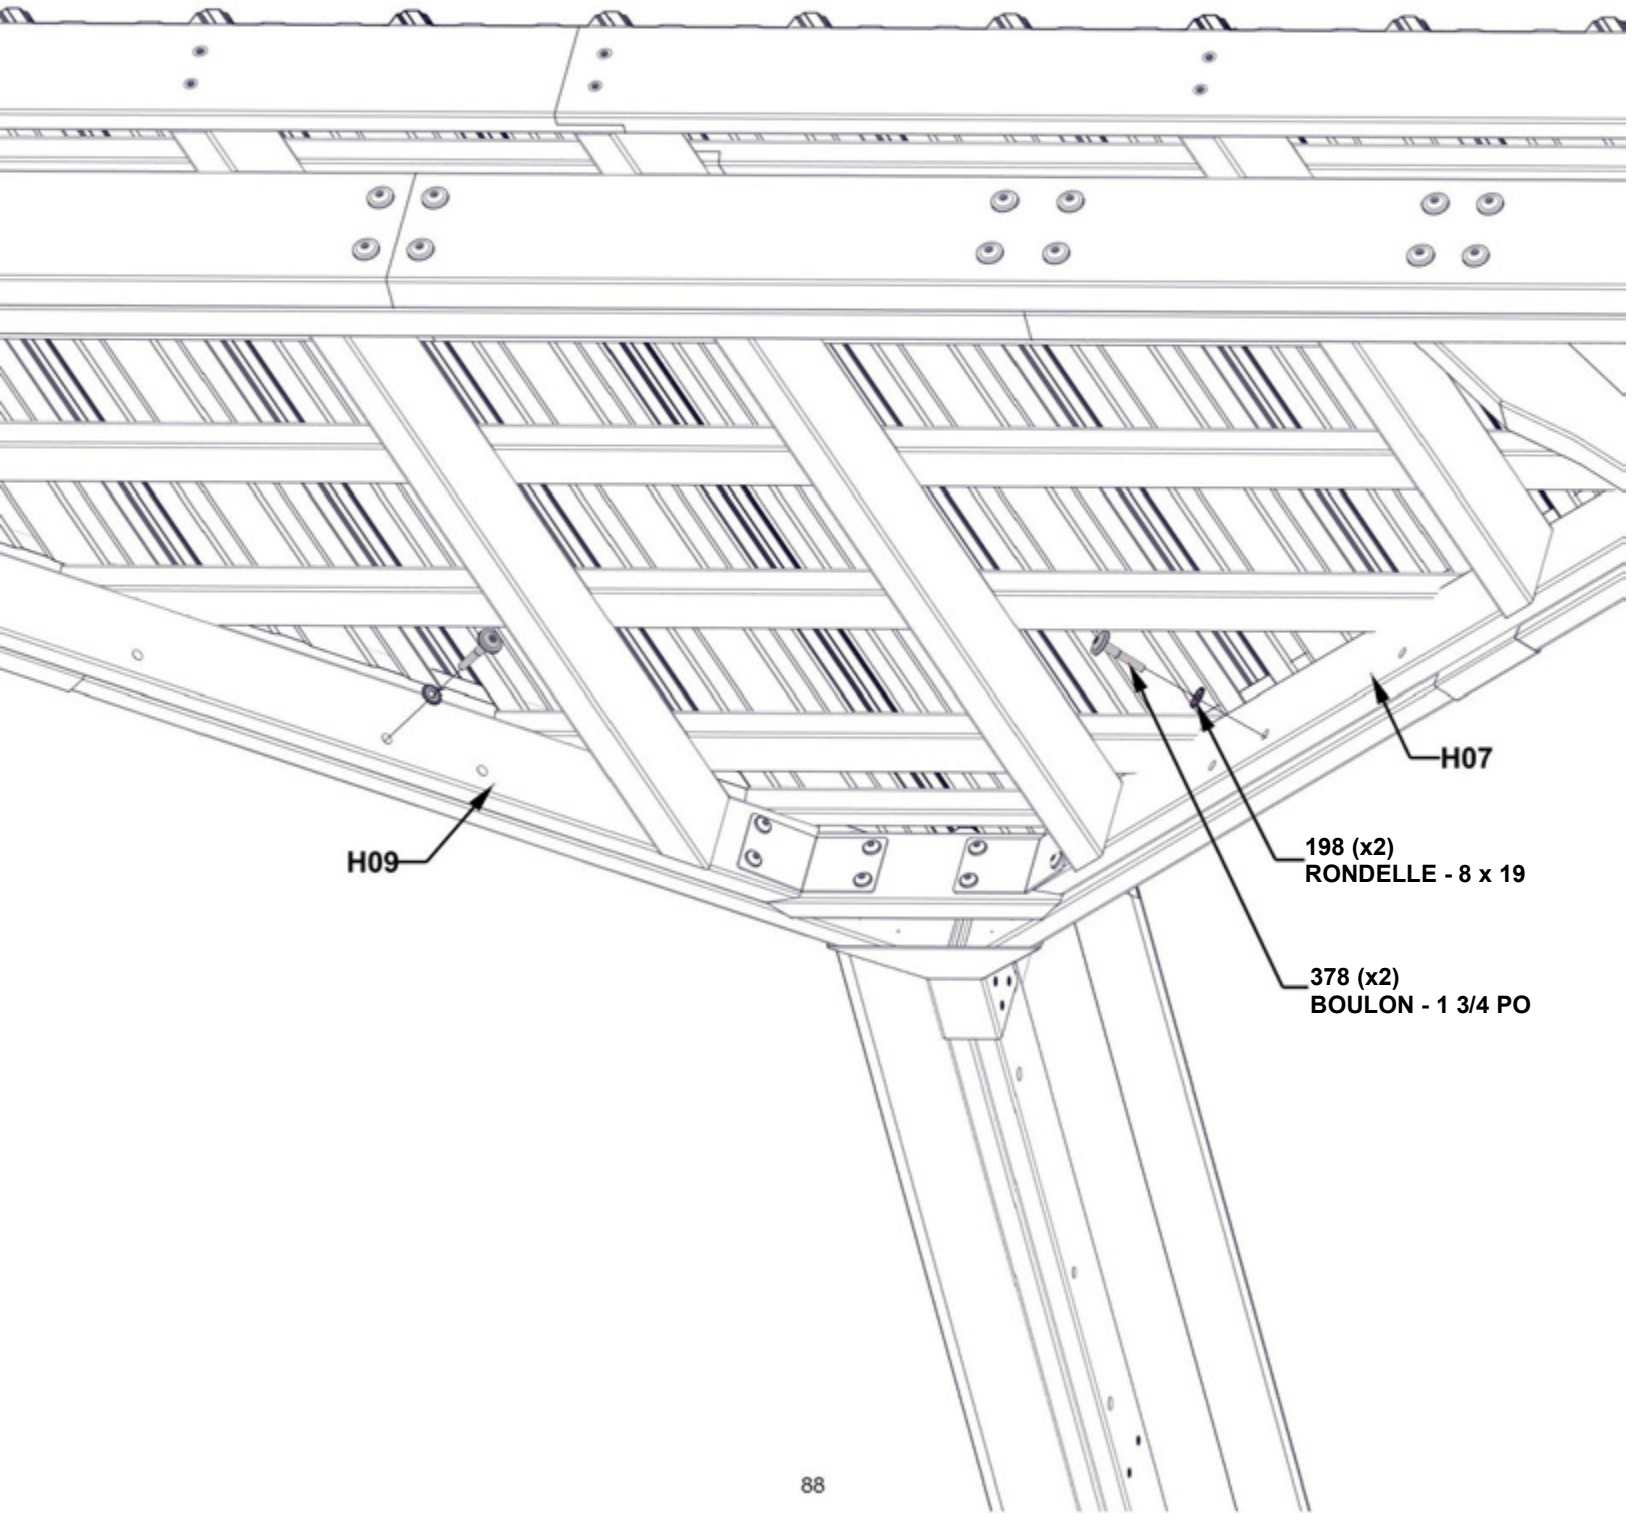 H07
H09
198 (x2)
RONDELLE - 8 x 19
378 (x2)
BOULON - 1 3/4 PO
88